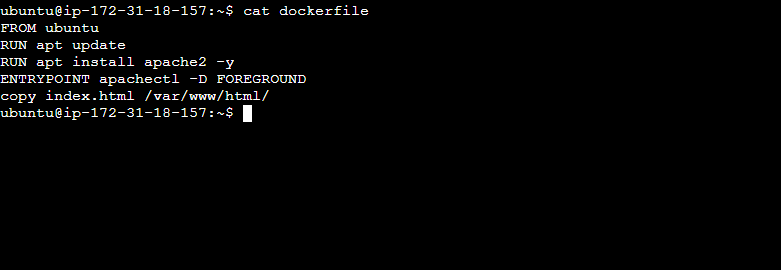 ubuntu@ip-172-31-18-157:~$ cat dockerfile
FROM ubuntu
RUN apt update
RUN apt install apache2 -y
ENTRYPOINT apachectl -D FOREGROUND
copy index.html /var/www/html/
ubuntu@ip-172-31-18-157:~$